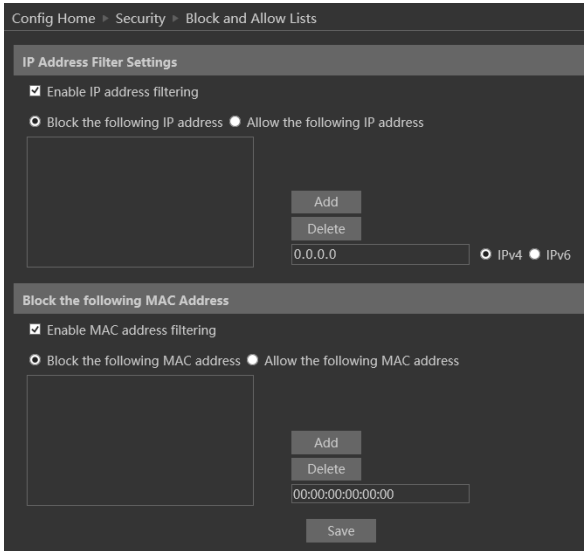 Config Home ▸ Security ▸ Block and Allow Lists
IP Address Filter Settings
Enable IP address filtering
Block the following IP address Allow the following IP address
Add
Delete
0.0.0.0 IPv4 IPv6
Block the following MAC Address
Enable MAC address filtering
Block the following MAC address Allow the following MAC address
Add
Delete
00:00:00:00:00:00
Save